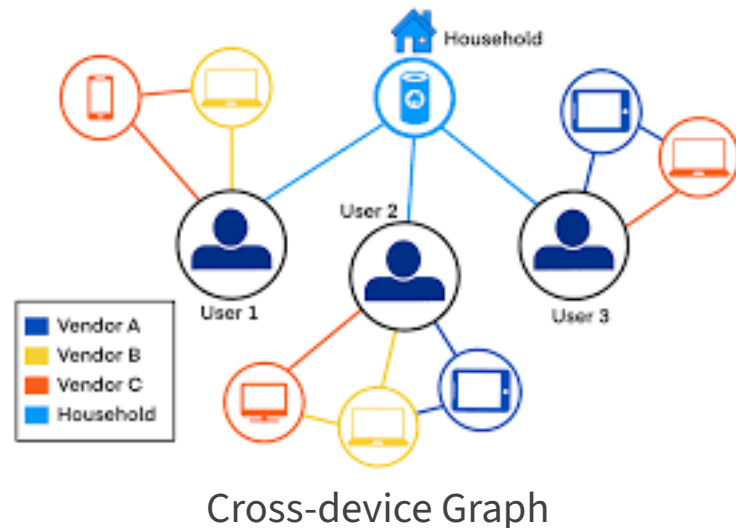 Household
User 2
User 1
User 3
Vendor A
Vendor B
Vendor C
Household
Cross-device Graph